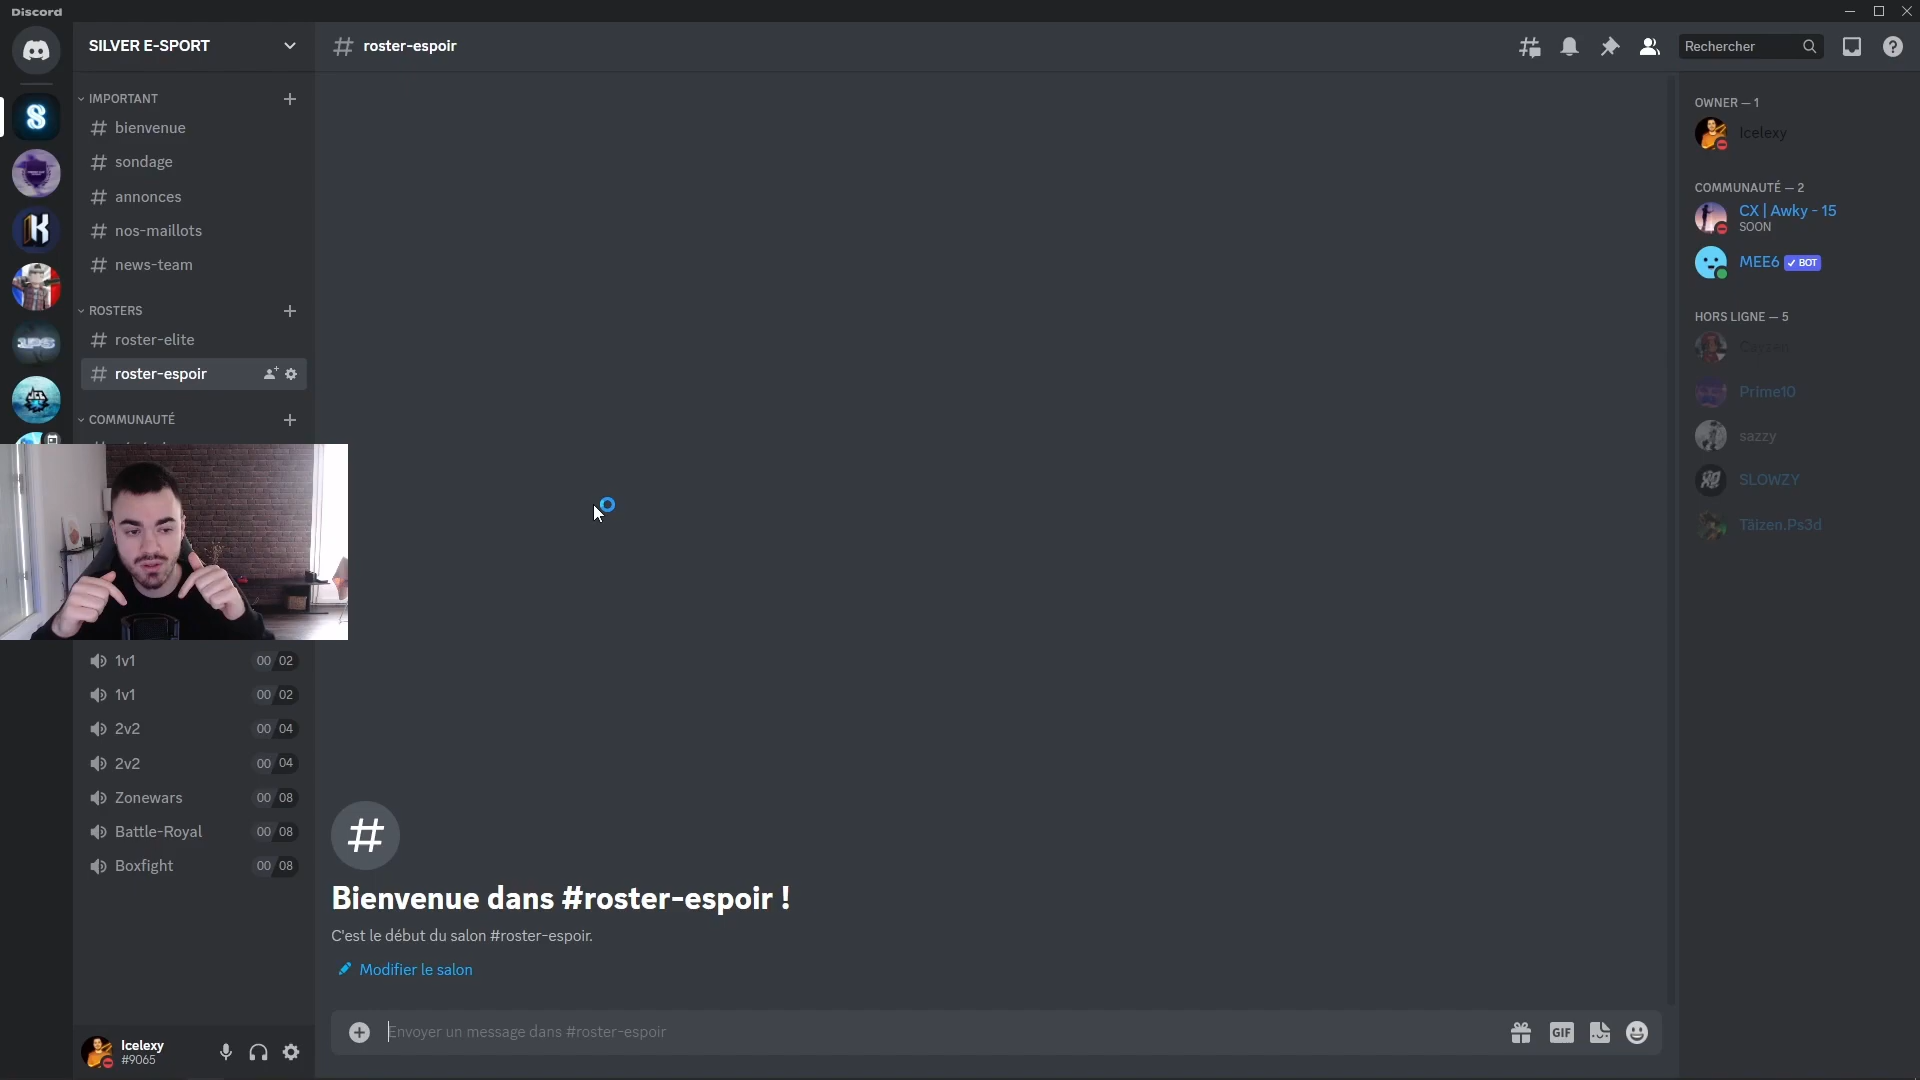 Discord
SILVER E-SPORT
IMPORTANT
bienvenue
sondage
annonces
nos-maillots
news-team
ROSTERS
roster-elite
roster-espoir
COMMUNAUTÉ
1v1 00 02
1v1 00 02
2v2 00 04
2v2 00 04
Zonewars 00 08
Battle-Royal 00 08
Boxfight 00 08
Icelexy
#9065
roster-espoir
Rechercher
Bienvenue dans #roster-espoir !
C'est le début du salon #roster-espoir.
Modifier le salon
Envoyer un message dans #roster-espoir
GIF
OWNER — 1
Icelexy
COMMUNAUTÉ — 2
CX | Awky - 15
SOON
MEE6 ✓ BOT
HORS LIGNE — 5
Prime10
sazzy
SLOWZY
Täizen.Ps3d